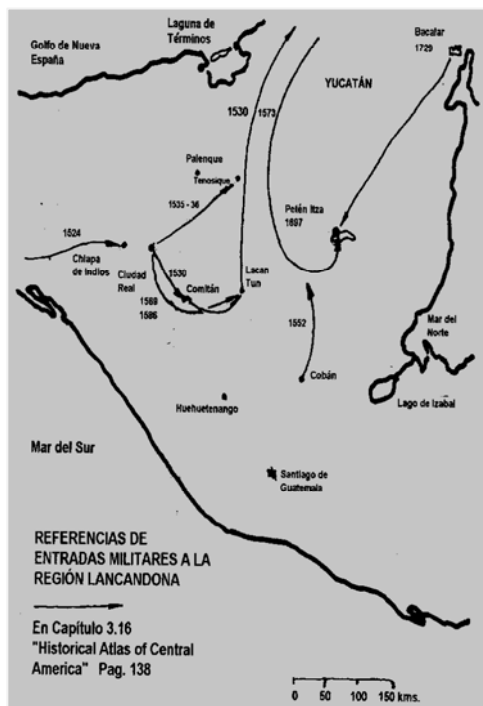 Laguna de
Términos
Golfo de Nueva
España
Bacalar
1729
YUCATÁN
1530
1573
Palenque
Tenosique
1535 - 36
Petén Itza
1697
1524
Chiapa
de Indios
Ciudad
Real
1530
Comitán
Lacan
Tun
1569
1586
1552
Mar del
Norte
Cobán
Lago de Izabal
Huehuetenango
Mar del Sur
Santiago de
Guatemala
REFERENCIAS DE
ENTRADAS MILITARES A LA
REGIÓN LANCANDONA
En Capítulo 3.16
"Historical Atlas of Central
America" Pag. 138
0 50 100 150 kms.